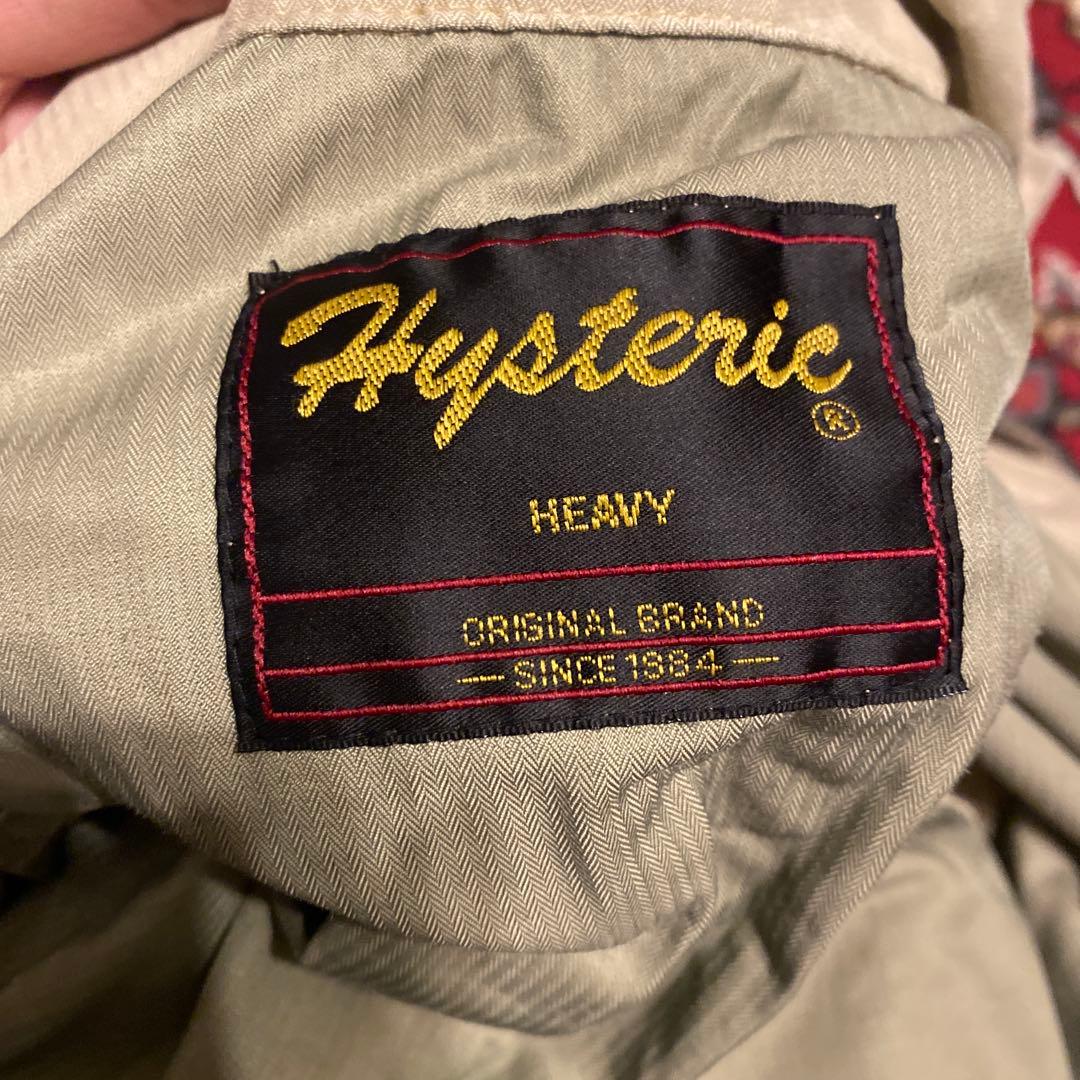 Hysteric
®
HEAVY
ORIGINAL BRAND
— SINCE 1984 —